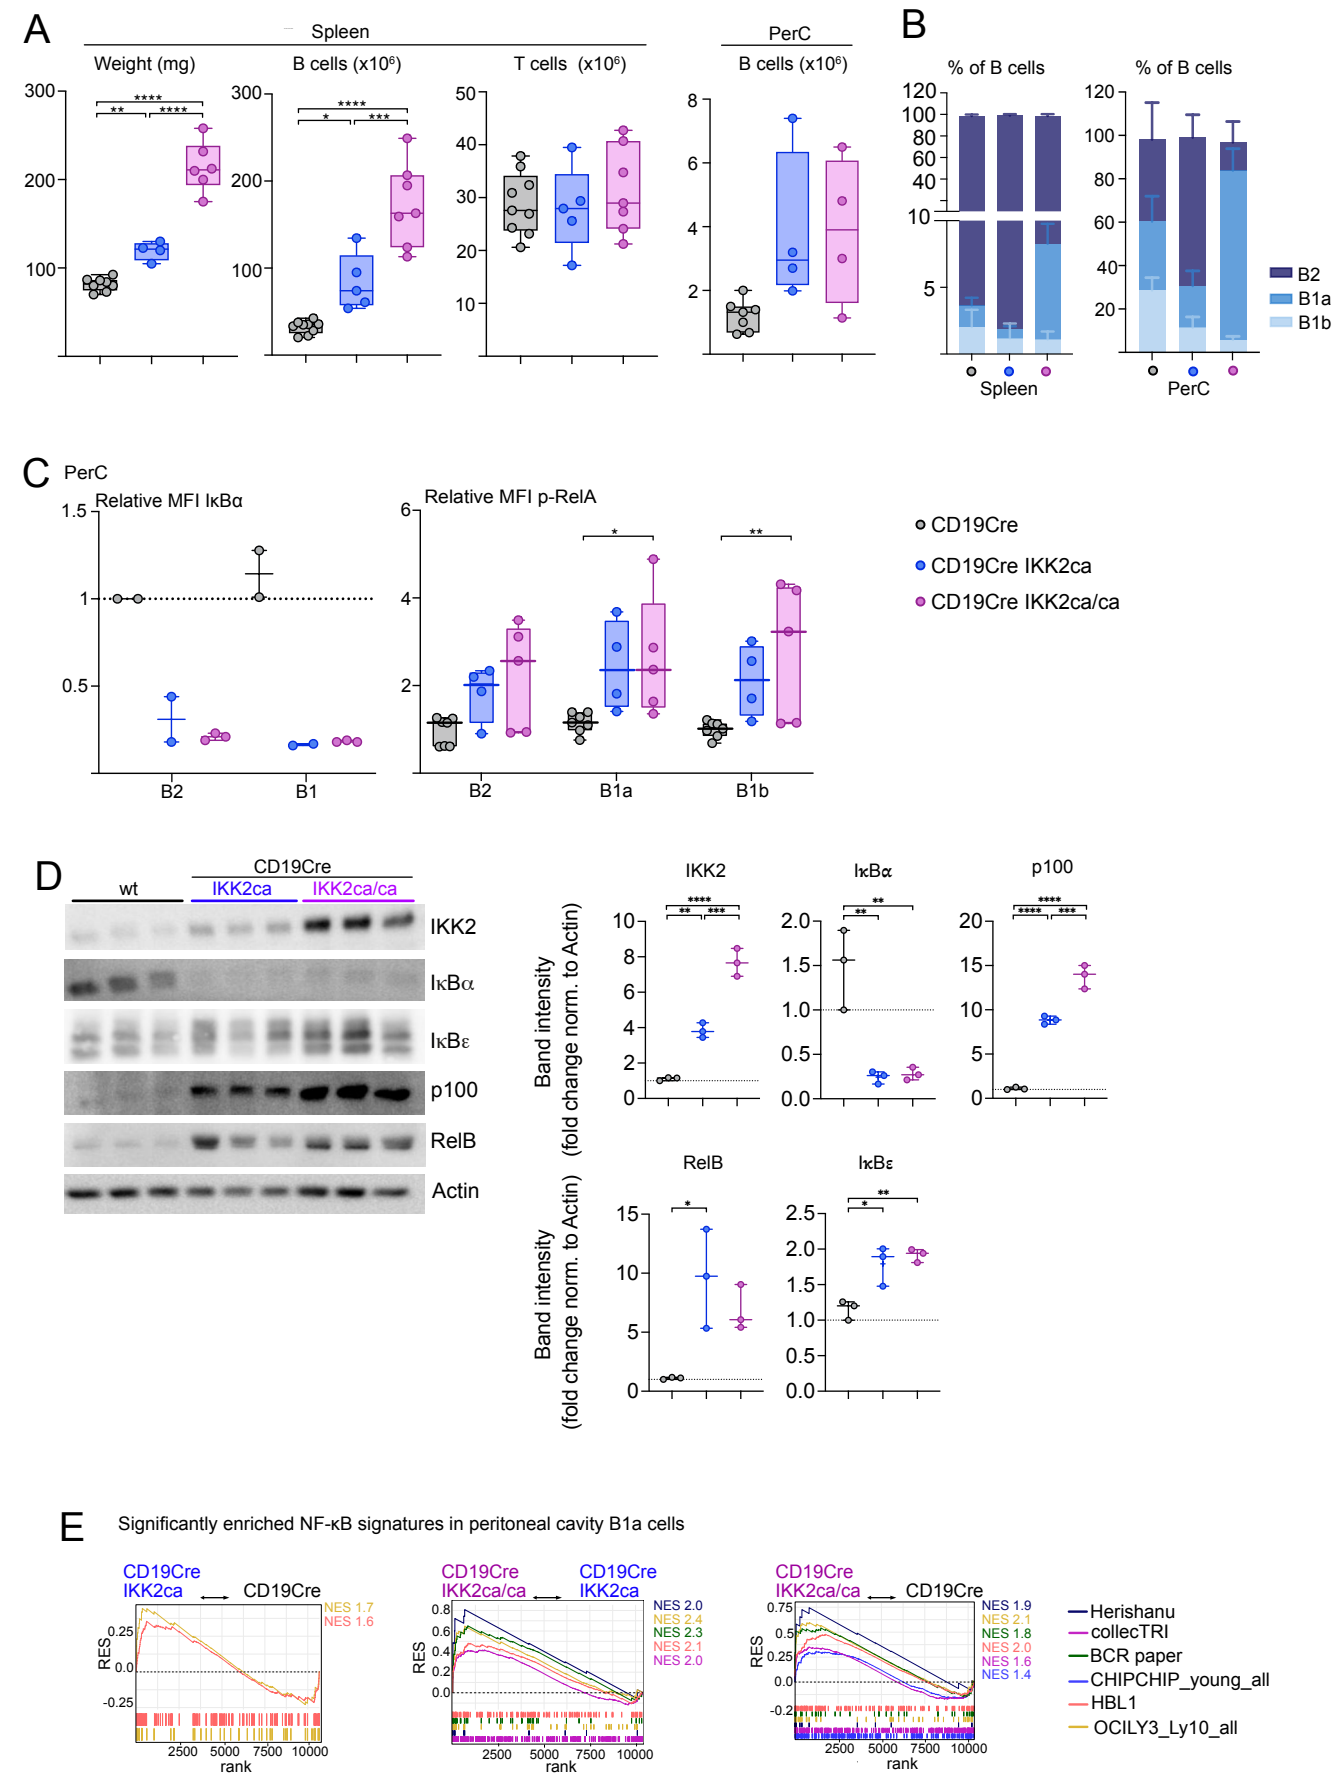 A
Spleen
PerC
Weight (mg)
B cells (x10⁶)
T cells (x10⁶)
B cells (x10⁶)
300
200
100
**** ** ****
300
200
100
**** * ***
50
40
30
20
10
8
6
4
2
B
% of B cells
% of B cells
120
100
80
60
40
10
5
120
100
80
60
40
20
B2
B1a
B1b
Spleen
PerC
C
PerC
Relative MFI IκBα
Relative MFI p-RelA
1.5
1
0.5
B2
B1
6
4
2
*
**
B2
B1a
B1b
CD19Cre
CD19Cre IKK2ca
CD19Cre IKK2ca/ca
D
CD19Cre
wt
IKK2ca
IKK2ca/ca
IKK2
IκBα
IκBε
p100
RelB
Actin
Band intensity
(fold change norm. to Actin)
IKK2
10
8
6
4
2
0
**** ** ***
IκBα
2.0
1.5
1.0
0.5
0.0
** **
p100
20
15
10
5
0
**** **** ***
Band intensity
(fold change norm. to Actin)
RelB
15
10
5
0
*
IκBε
2.5
2.0
1.5
1.0
0.5
0.0
** *
E
Significantly enriched NF-κB signatures in peritoneal cavity B1a cells
CD19Cre
IKK2ca
CD19Cre
NES 1.7
NES 1.6
RES
0.25
0.0
-0.25
2500 5000 7500 10000
rank
CD19Cre
IKK2ca/ca
CD19Cre
IKK2ca
NES 2.0
NES 2.4
NES 2.3
NES 2.1
NES 2.0
RES
0.8
0.6
0.4
0.2
0.0
2500 5000 7500 10000
rank
CD19Cre
IKK2ca/ca
CD19Cre
NES 1.9
NES 2.1
NES 1.8
NES 2.0
NES 1.6
NES 1.4
RES
0.75
0.5
0.25
0.0
-0.2
2500 5000 7500 10000
rank
Herishanu
collecTRI
BCR paper
CHIPCHIP_young_all
HBL1
OCILY3_Ly10_all